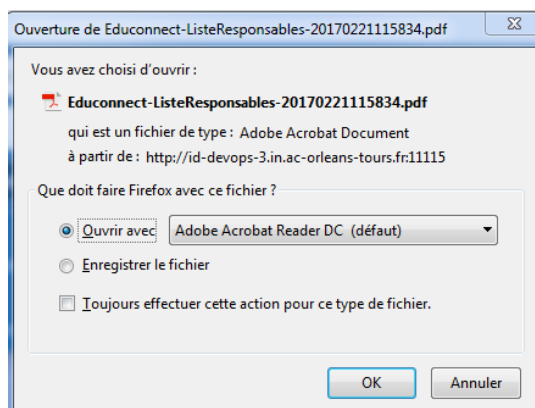 Ouverture de Educonnect-ListeResponsables-20170221115834.pdf
Vous avez choisi d'ouvrir :
Educonnect-ListeResponsables-20170221115834.pdf
qui est un fichier de type : Adobe Acrobat Document
à partir de : http://id-devops-3.in.ac-orleans-tours.fr:11115
Que doit faire Firefox avec ce fichier ?
Ouvrir avec Adobe Acrobat Reader DC (défaut)
Enregistrer le fichier
Toujours effectuer cette action pour ce type de fichier.
OK Annuler